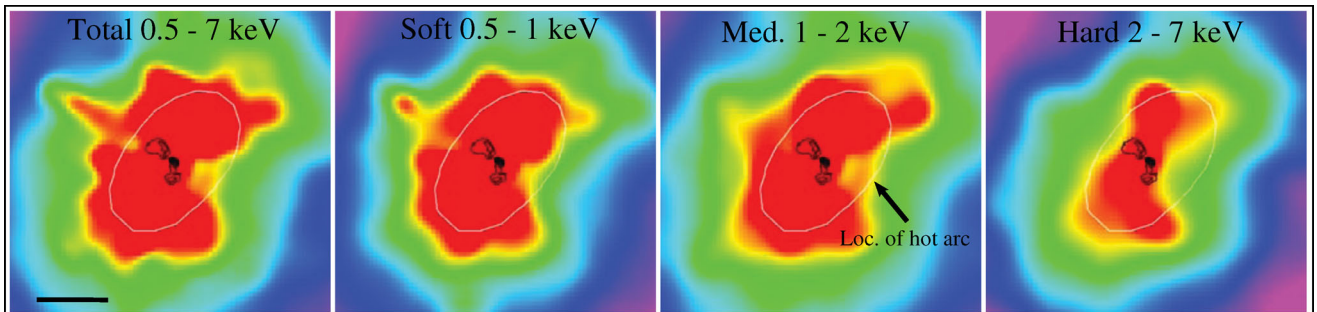 Total 0.5 - 7 keV
Soft 0.5 - 1 keV
Med. 1 - 2 keV
Hard 2 - 7 keV
Loc. of hot arc